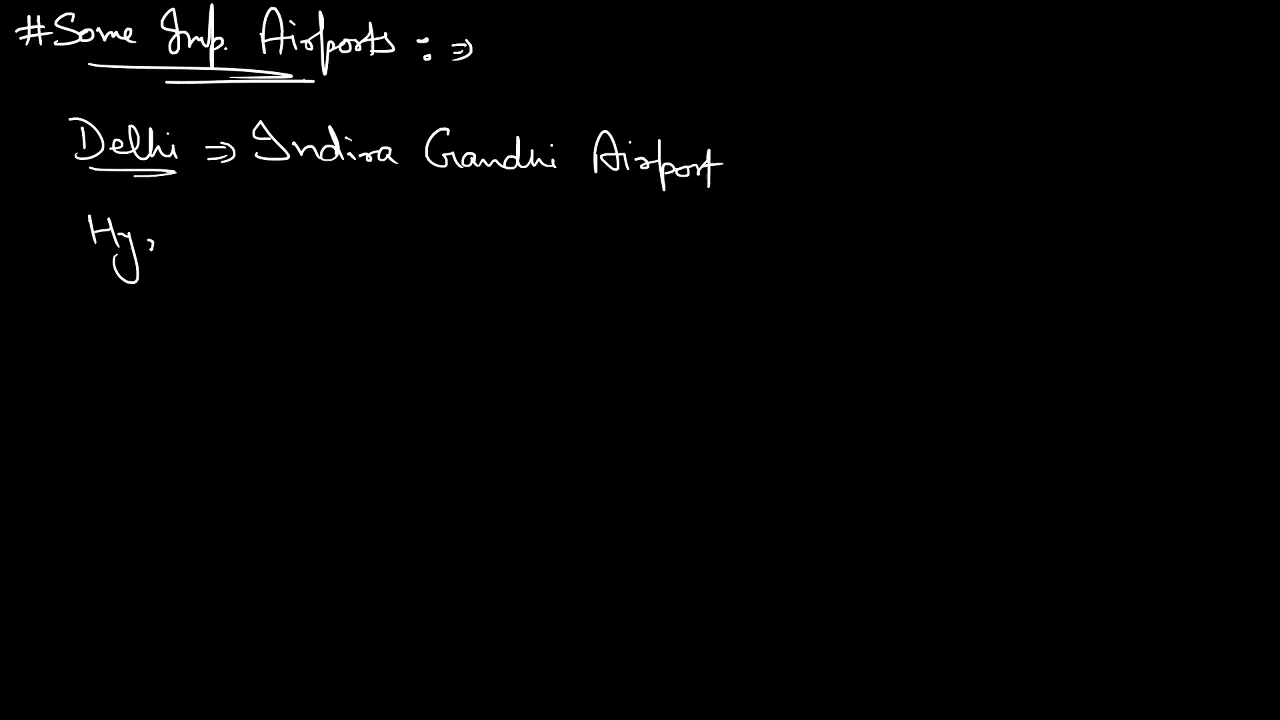 #Some Imp. Airports :⇒
Delhi ⇒ Indira Gandhi Airport
Hy